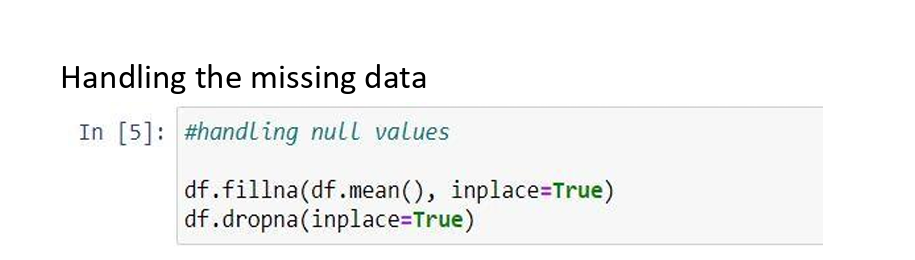 Handling the missing data
In [5]: #handling null values
df.fillna(df.mean(), inplace=True)
df.dropna(inplace=True)